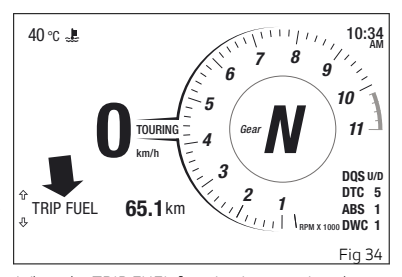 40 °C
10:34
AM
1 2 3 4 5 6 7 8 9 10 11
0
TOURING
km/h
Gear N
RPM X 1000
TRIP FUEL 65.1 km
DQS U/D
DTC 5
ABS 1
DWC 1
Fig 34